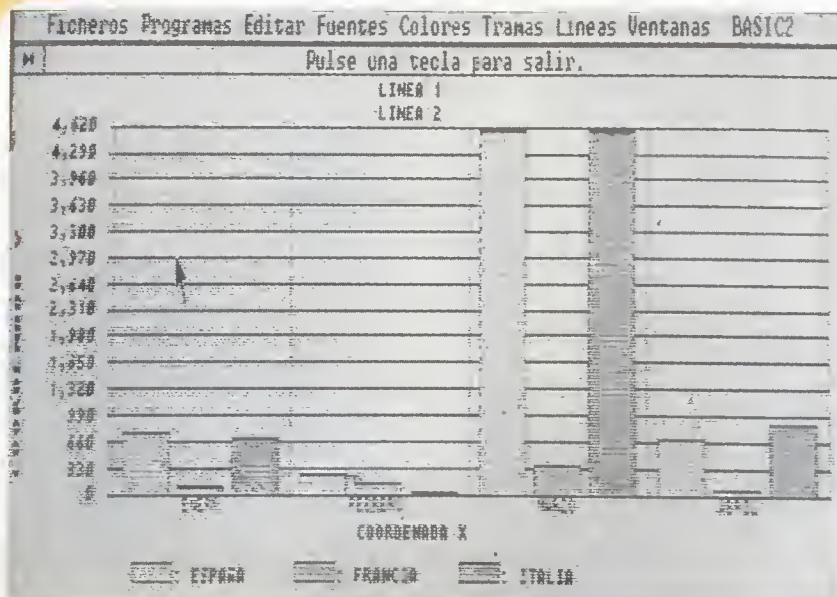 Ficheros Programas Editar Fuentes Colores Tramas Lineas Ventanas BASIC2
Pulse una tecla para salir.
LINEA 1
LINEA 2
4,620
4,290
3,960
3,630
3,300
2,970
2,640
2,310
1,980
1,650
1,320
990
660
330
0
COORDENADA X
ESPAÑA FRANCIA ITALIA